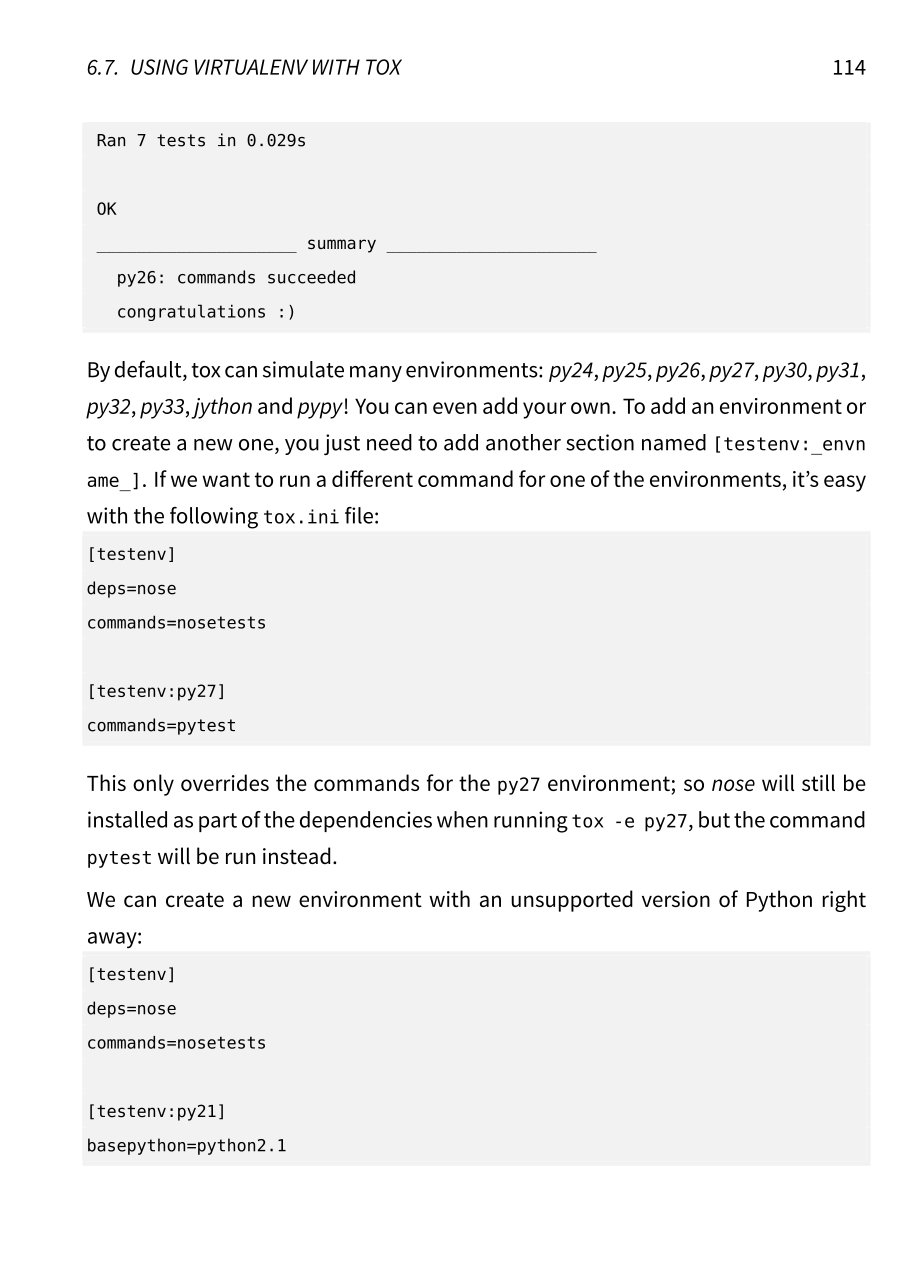 6.7. USING VIRTUALENV WITH TOX 114
Ran 7 tests in 0.029s
OK
____________________ summary _____________________
py26: commands succeeded
congratulations :)
By default, tox can simulate many environments: py24, py25, py26, py27, py30, py31,
py32, py33, jython and pypy! You can even add your own. To add an environment or
to create a new one, you just need to add another section named [testenv:_envn
ame_]. If we want to run a different command for one of the environments, it’s easy
with the following tox.ini file:
[testenv]
deps=nose
commands=nosetests
[testenv:py27]
commands=pytest
This only overrides the commands for the py27 environment; so nose will still be
installed as part of the dependencies when running tox -e py27, but the command
pytest will be run instead.
We can create a new environment with an unsupported version of Python right
away:
[testenv]
deps=nose
commands=nosetests
[testenv:py21]
basepython=python2.1